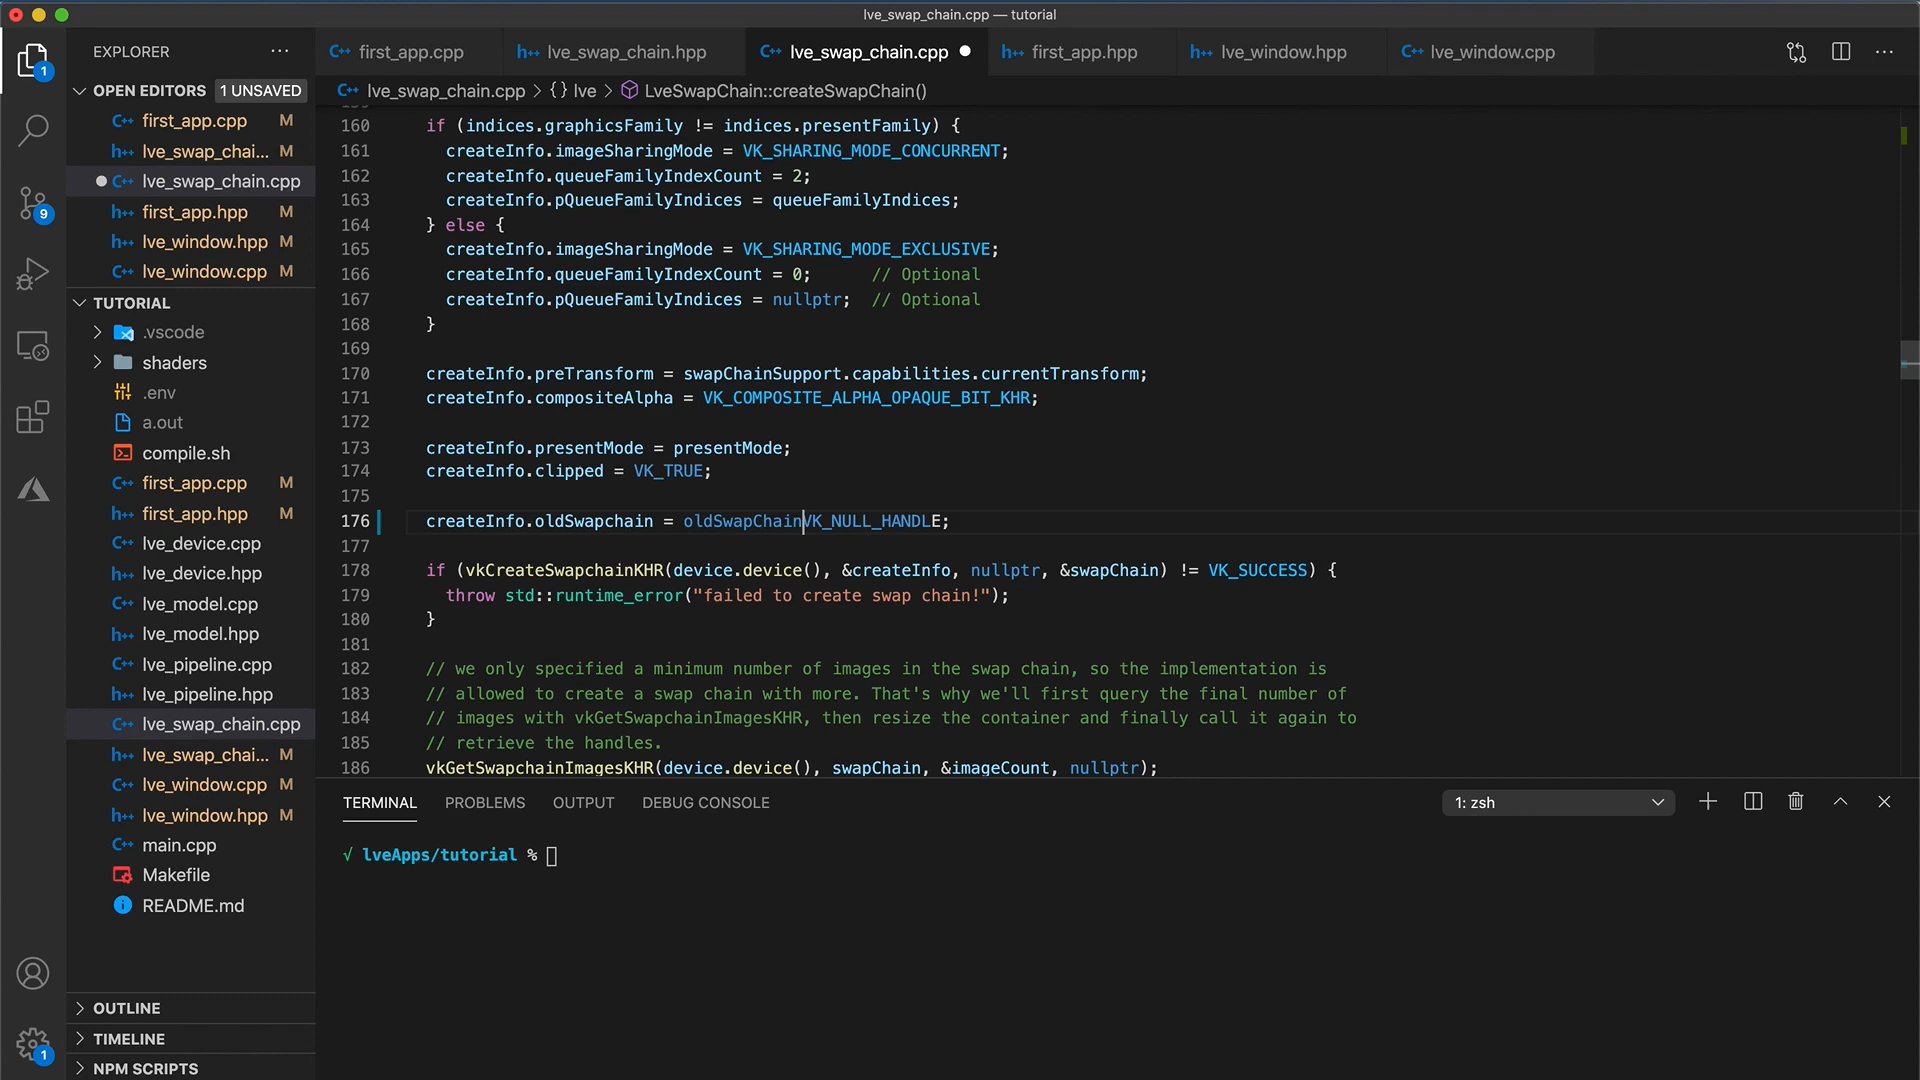 lve_swap_chain.cpp — tutorial
EXPLORER
OPEN EDITORS 1 UNSAVED
first_app.cpp M
lve_swap_chai... M
lve_swap_chain.cpp
first_app.hpp M
lve_window.hpp M
lve_window.cpp M
TUTORIAL
.vscode
shaders
.env
a.out
compile.sh
first_app.cpp M
first_app.hpp M
lve_device.cpp
lve_device.hpp
lve_model.cpp
lve_model.hpp
lve_pipeline.cpp
lve_pipeline.hpp
lve_swap_chain.cpp
lve_swap_chai... M
lve_window.cpp M
lve_window.hpp M
main.cpp
Makefile
README.md
OUTLINE
TIMELINE
NPM SCRIPTS
1
9
1
first_app.cpp lve_swap_chain.hpp lve_swap_chain.cpp first_app.hpp lve_window.hpp lve_window.cpp
lve_swap_chain.cpp > {} lve > LveSwapChain::createSwapChain()
160 if (indices.graphicsFamily != indices.presentFamily) {
161 createInfo.imageSharingMode = VK_SHARING_MODE_CONCURRENT;
162 createInfo.queueFamilyIndexCount = 2;
163 createInfo.pQueueFamilyIndices = queueFamilyIndices;
164 } else {
165 createInfo.imageSharingMode = VK_SHARING_MODE_EXCLUSIVE;
166 createInfo.queueFamilyIndexCount = 0; // Optional
167 createInfo.pQueueFamilyIndices = nullptr; // Optional
168 }
169
170 createInfo.preTransform = swapChainSupport.capabilities.currentTransform;
171 createInfo.compositeAlpha = VK_COMPOSITE_ALPHA_OPAQUE_BIT_KHR;
172
173 createInfo.presentMode = presentMode;
174 createInfo.clipped = VK_TRUE;
175
176 createInfo.oldSwapchain = oldSwapChainVK_NULL_HANDLE;
177
178 if (vkCreateSwapchainKHR(device.device(), &createInfo, nullptr, &swapChain) != VK_SUCCESS) {
179 throw std::runtime_error("failed to create swap chain!");
180 }
181
182 // we only specified a minimum number of images in the swap chain, so the implementation is
183 // allowed to create a swap chain with more. That's why we'll first query the final number of
184 // images with vkGetSwapchainImagesKHR, then resize the container and finally call it again to
185 // retrieve the handles.
186 vkGetSwapchainImagesKHR(device.device(), swapChain, &imageCount, nullptr);
TERMINAL PROBLEMS OUTPUT DEBUG CONSOLE 1: zsh
√ lveApps/tutorial %